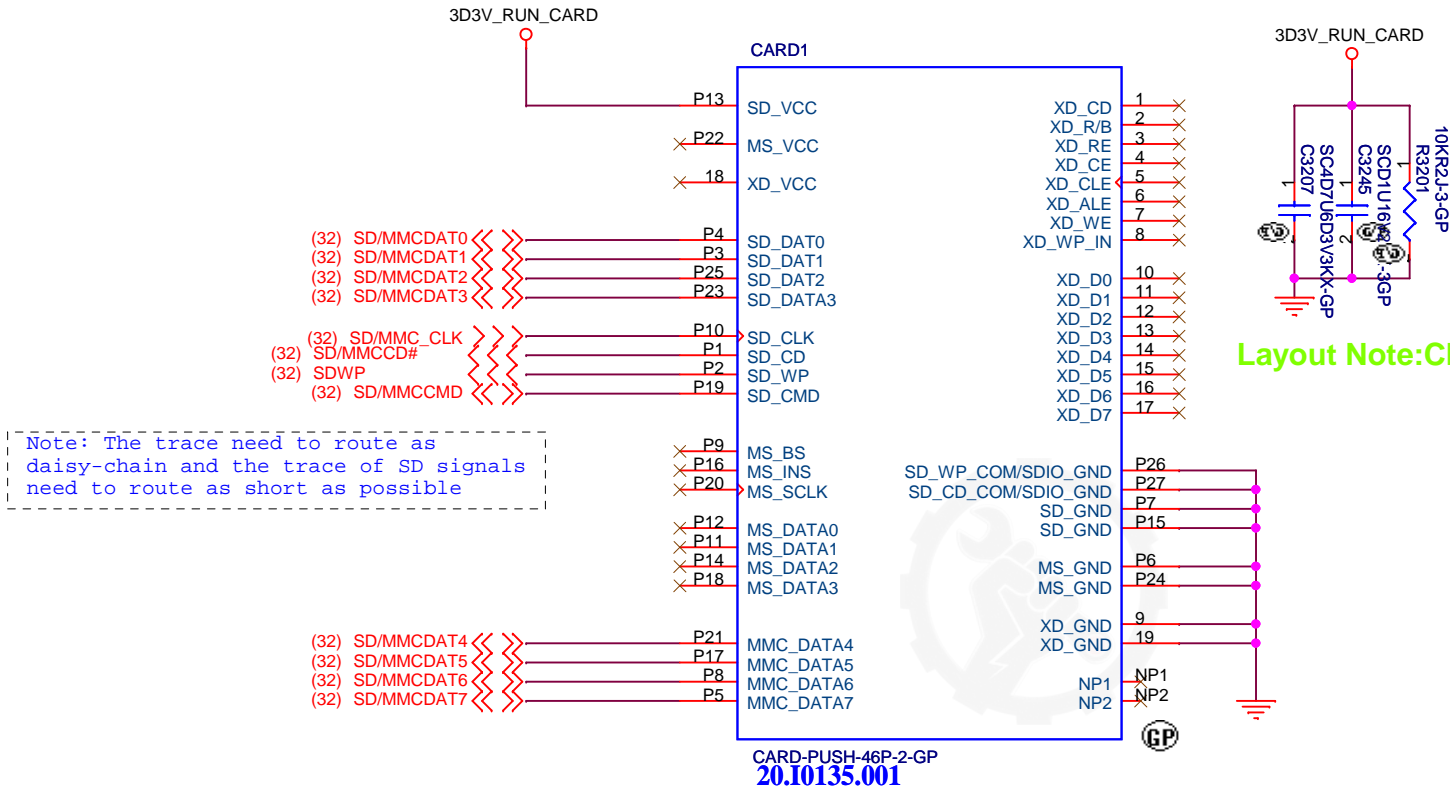 3D3V_RUN_CARD
CARD1
P13 SD_VCC
P22 MS_VCC
18 XD_VCC
(32) SD/MMCDAT0 P4 SD_DAT0
(32) SD/MMCDAT1 P3 SD_DAT1
(32) SD/MMCDAT2 P25 SD_DAT2
(32) SD/MMCDAT3 P23 SD_DATA3
(32) SD/MMC_CLK P10 SD_CLK
(32) SD/MMCCD# P1 SD_CD
(32) SDWP P2 SD_WP
(32) SD/MMCCMD P19 SD_CMD
Note: The trace need to route as
daisy-chain and the trace of SD signals
need to route as short as possible
P9 MS_BS
P16 MS_INS
P20 MS_SCLK
P12 MS_DATA0
P11 MS_DATA1
P14 MS_DATA2
P18 MS_DATA3
(32) SD/MMCDAT4 P21 MMC_DATA4
(32) SD/MMCDAT5 P17 MMC_DATA5
(32) SD/MMCDAT6 P8 MMC_DATA6
(32) SD/MMCDAT7 P5 MMC_DATA7
XD_CD 1
XD_R/B 2
XD_RE 3
XD_CE 4
XD_CLE 5
XD_ALE 6
XD_WE 7
XD_WP_IN 8
XD_D0 10
XD_D1 11
XD_D2 12
XD_D3 13
XD_D4 14
XD_D5 15
XD_D6 16
XD_D7 17
SD_WP_COM/SDIO_GND P26
SD_CD_COM/SDIO_GND P27
SD_GND P7
SD_GND P15
MS_GND P6
MS_GND P24
XD_GND 9
XD_GND 19
NP1 NP1
NP2 NP2
GP
CARD-PUSH-46P-2-GP
20.I0135.001
3D3V_RUN_CARD
1
C3207
SC4D7U6D3V3KX-GP
1
2
C3245
1
R3201
10KR2J-3-GP
Layout Note: